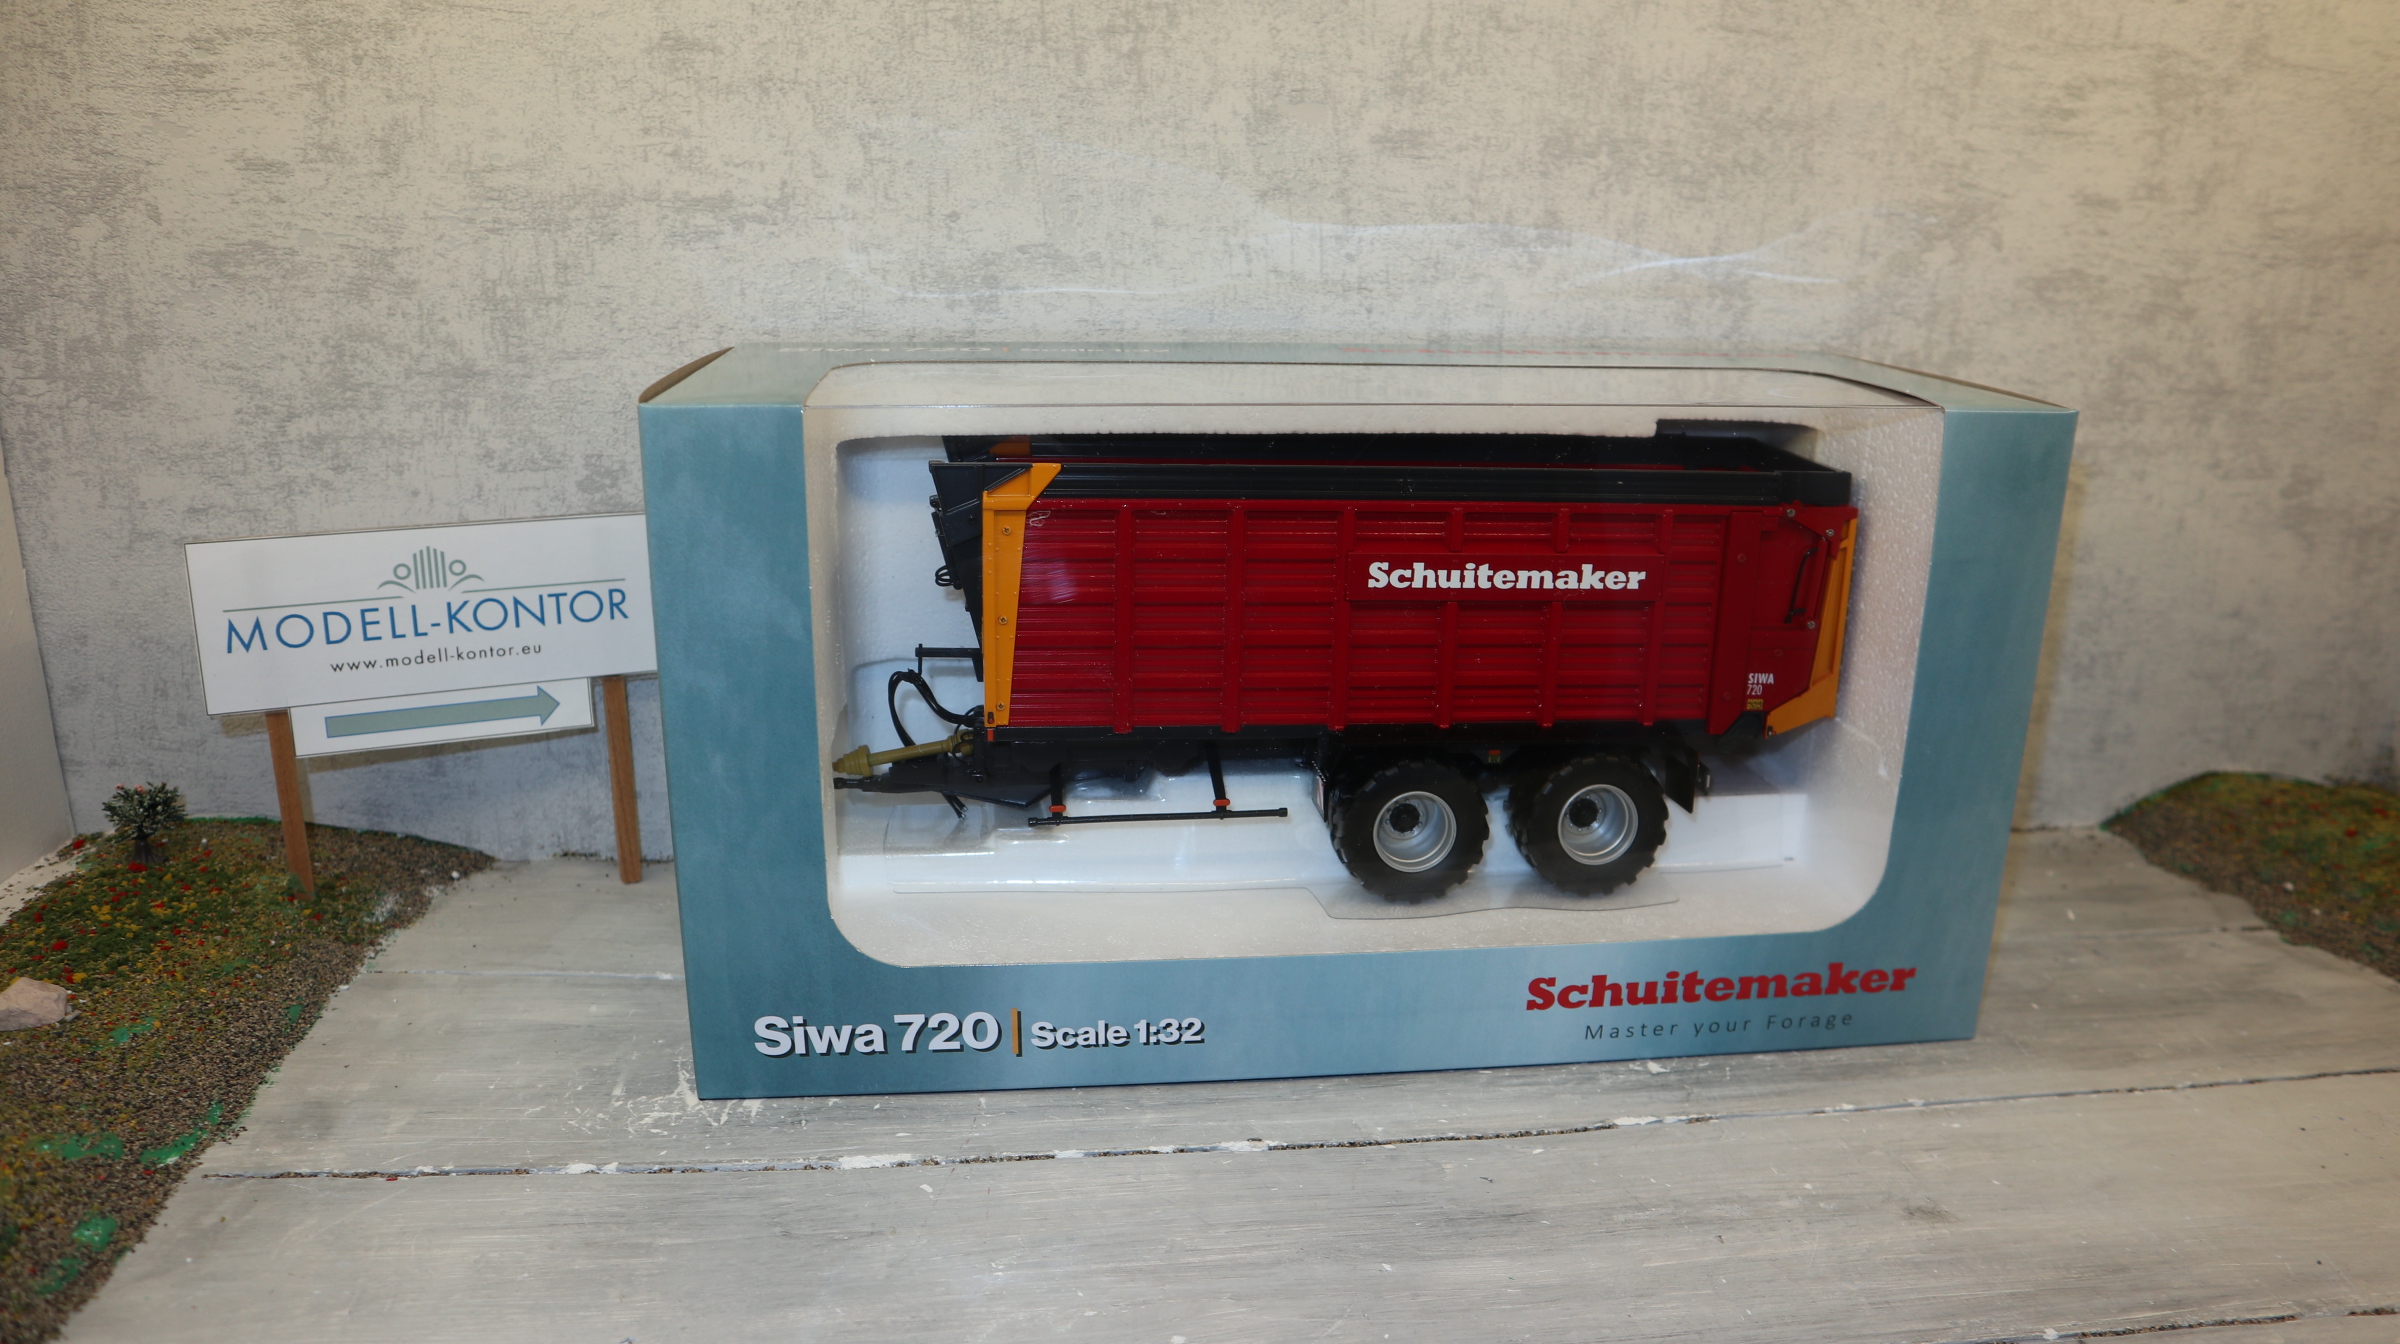 MODELL-KONTOR
www.modell-kontor.eu
Schuitemaker
SIWA
720
Siwa 720 | Scale 1:32
Schuitemaker
Master your Forage